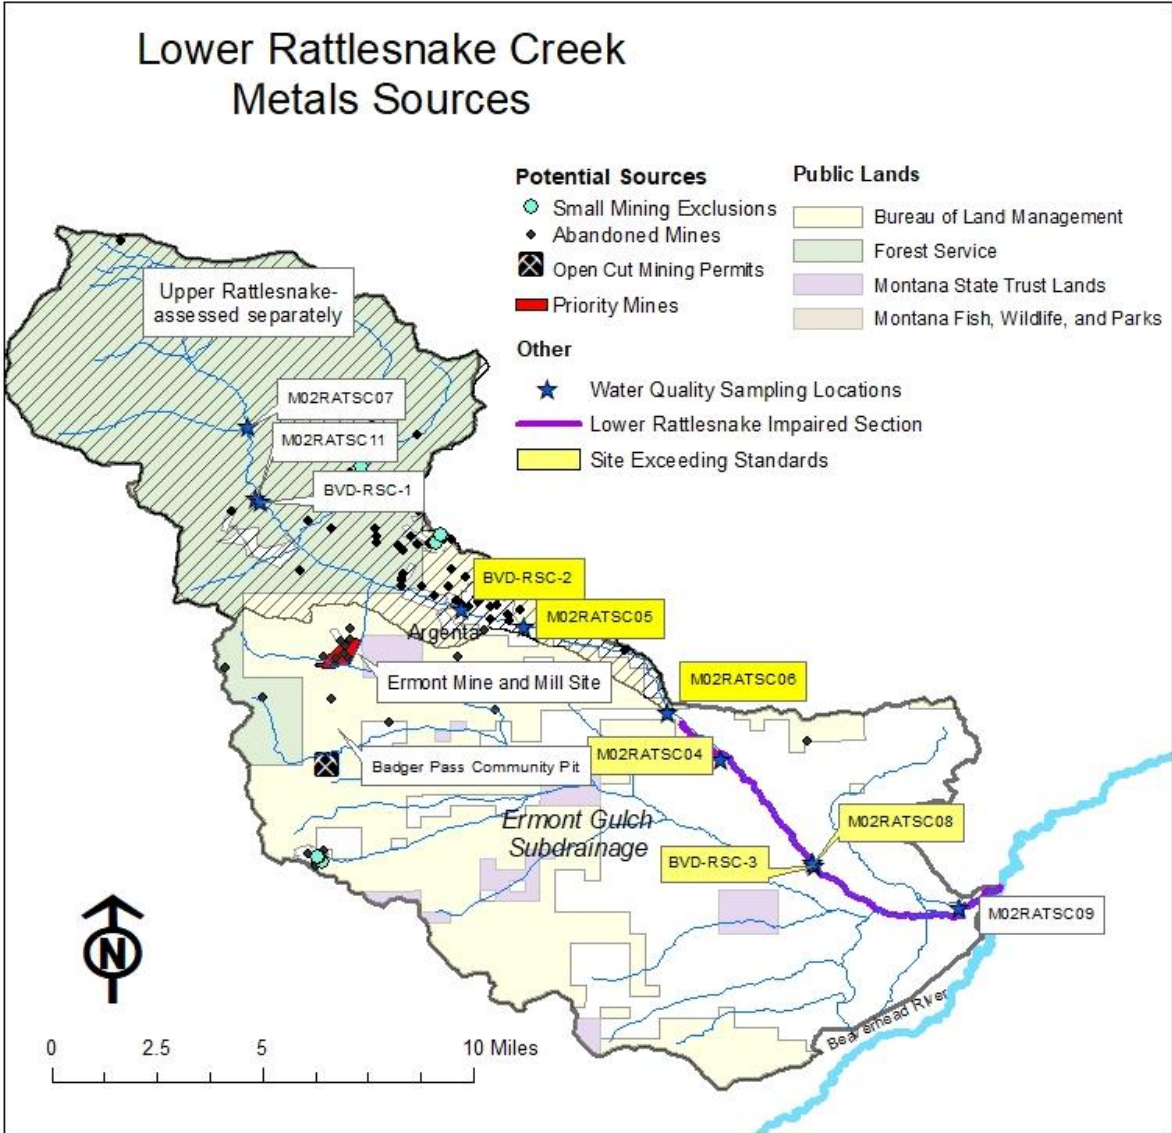 Lower Rattlesnake Creek
Metals Sources
Potential Sources
Small Mining Exclusions
Abandoned Mines
Open Cut Mining Permits
Priority Mines
Other
Water Quality Sampling Locations
Lower Rattlesnake Impaired Section
Site Exceeding Standards
Public Lands
Bureau of Land Management
Forest Service
Montana State Trust Lands
Montana Fish, Wildlife, and Parks
Upper Rattlesnake-
assessed separately
M02RATSC07
M02RATSC11
BVD-RSC-1
BVD-RSC-2
M02RATSC05
Argenta
Ermont Mine and Mill Site
M02RATSC06
M02RATSC04
Badger Pass Community Pit
Ermont Gulch
Subdrainage
M02RATSC08
BVD-RSC-3
M02RATSC09
Beaverhead River
N
0 2.5 5 10 Miles